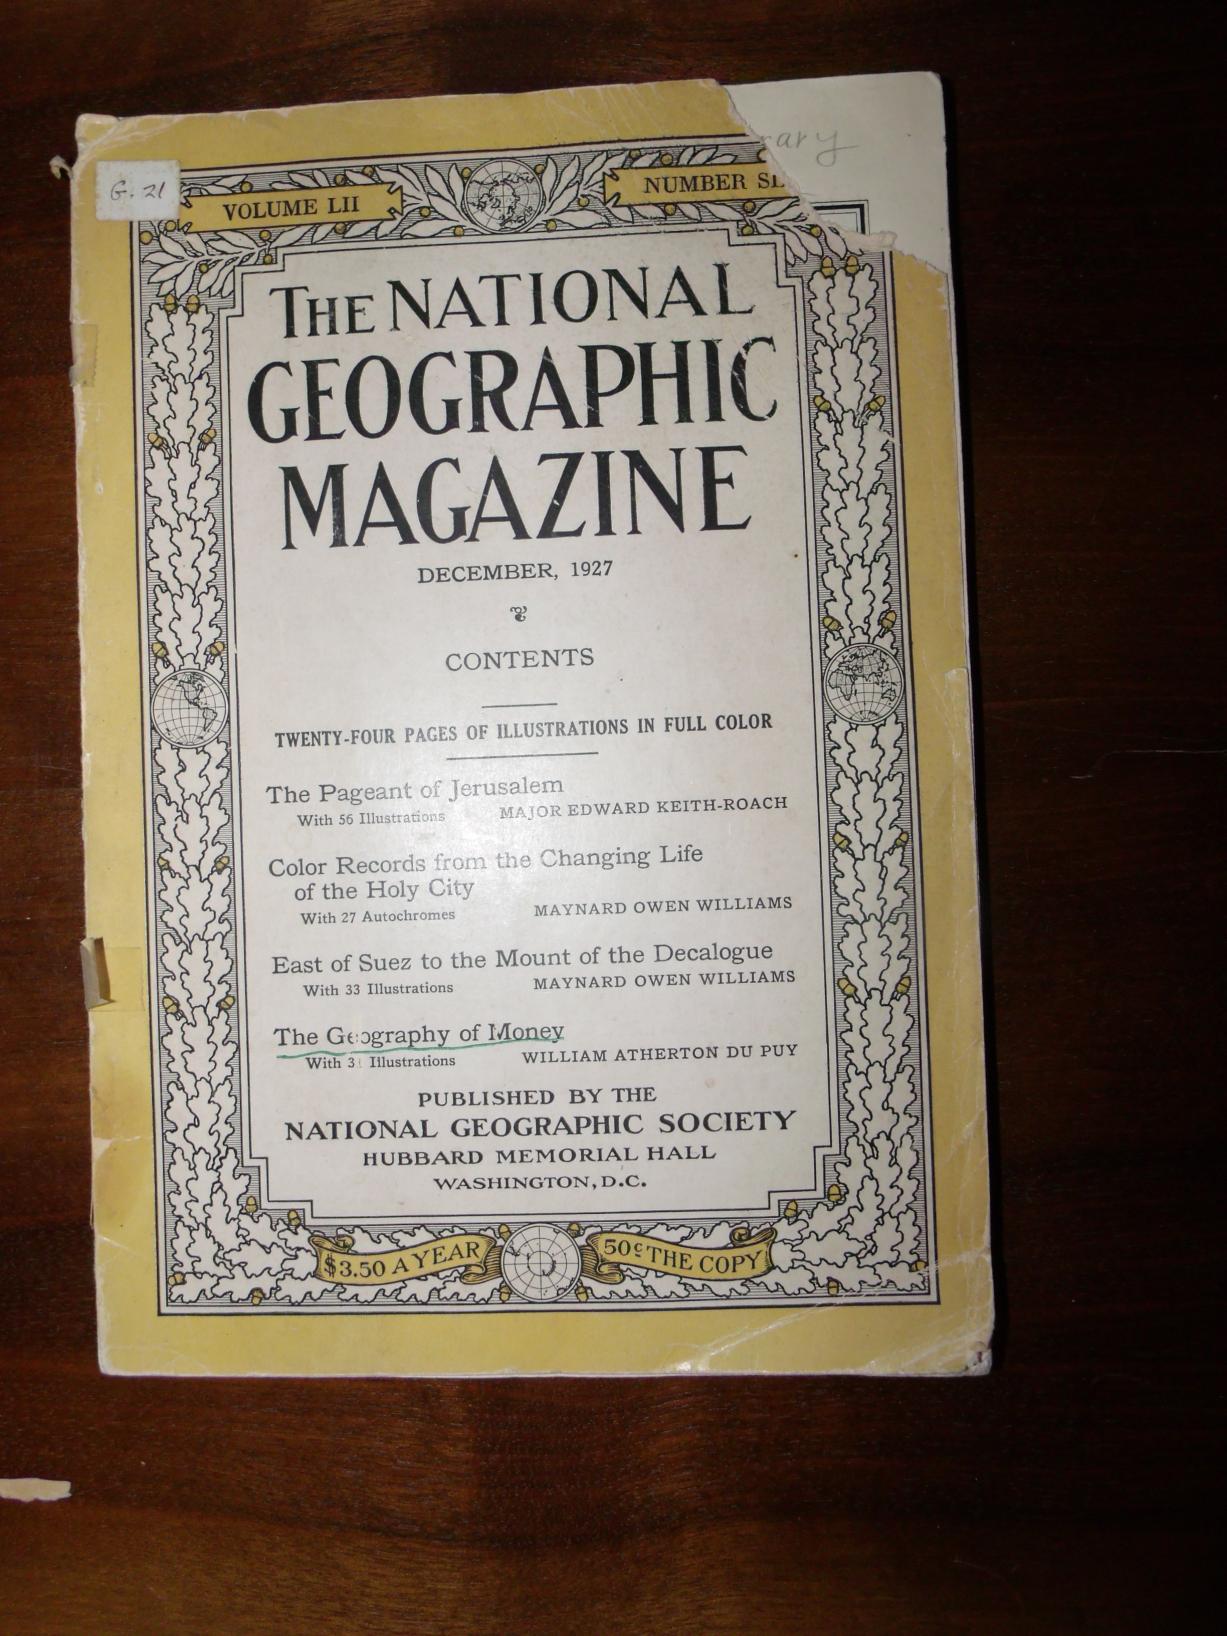 G. 21
VOLUME LII
NUMBER
THE NATIONAL
GEOGRAPHIC
MAGAZINE
DECEMBER, 1927
CONTENTS
TWENTY-FOUR PAGES OF ILLUSTRATIONS IN FULL COLOR
The Pageant of Jerusalem
With 56 Illustrations MAJOR EDWARD KEITH-ROACH
Color Records from the Changing Life
of the Holy City
With 27 Autochromes MAYNARD OWEN WILLIAMS
East of Suez to the Mount of the Decalogue
With 33 Illustrations MAYNARD OWEN WILLIAMS
The Geography of Money
With Illustrations WILLIAM ATHERTON DU PUY
PUBLISHED BY THE
NATIONAL GEOGRAPHIC SOCIETY
HUBBARD MEMORIAL HALL
WASHINGTON, D.C.
$3.50 A YEAR
50c THE COPY